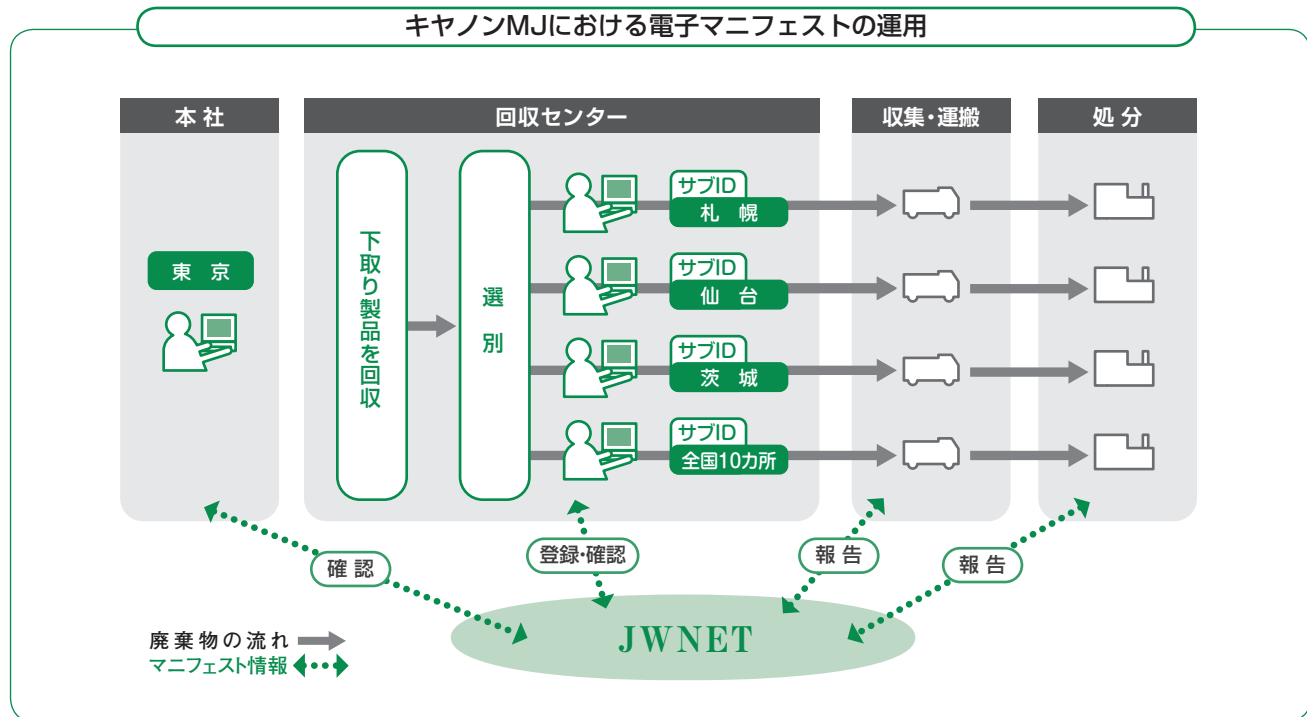 キヤノンMJにおける電子マニフェストの運用
本社
回収センター
収集・運搬
処分
東京
下取り製品を回収
選別
サブID
札幌
サブID
仙台
サブID
茨城
サブID
全国10カ所
確認
登録・確認
報告
報告
JWNET
廃棄物の流れ
マニフェスト情報